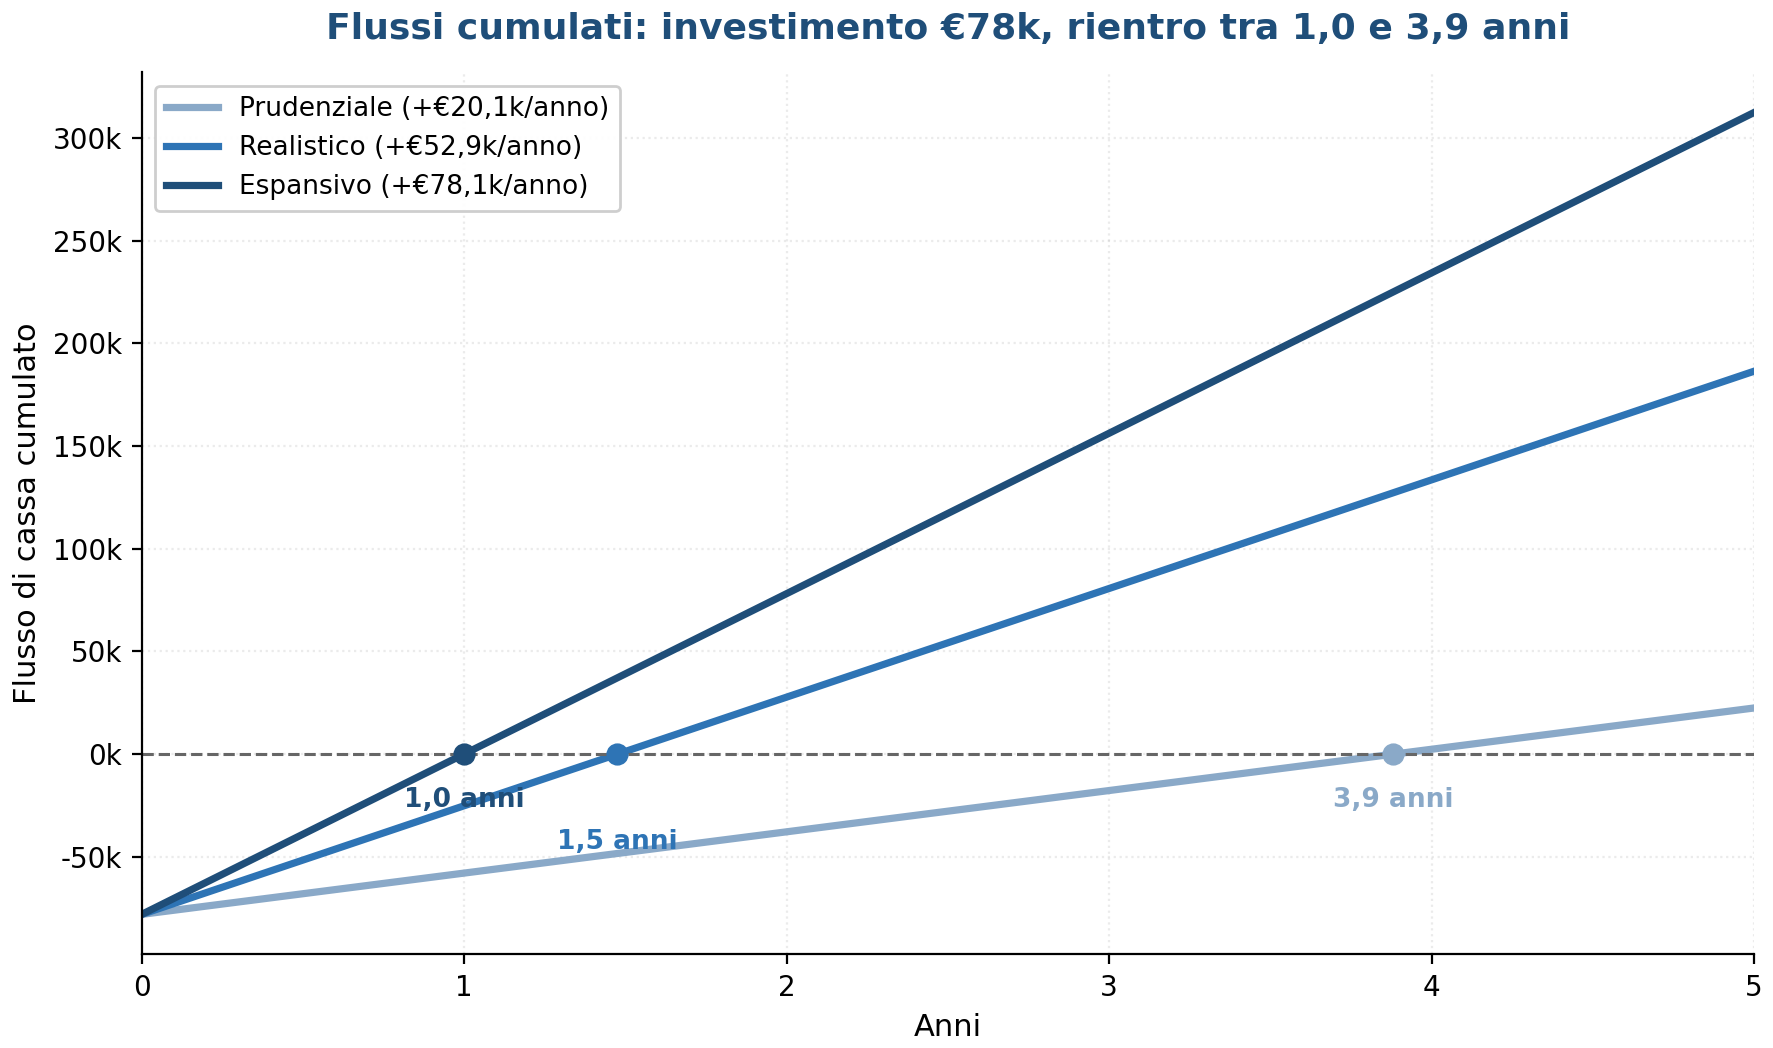 Flussi cumulati: investimento €78k, rientro tra 1,0 e 3,9 anni
Prudenziale (+€20,1k/anno)
Realistico (+€52,9k/anno)
Espansivo (+€78,1k/anno)
Flusso di cassa cumulato
300k
250k
200k
150k
100k
50k
0k
-50k
1,0 anni
1,5 anni
3,9 anni
0
1
2
3
4
5
Anni